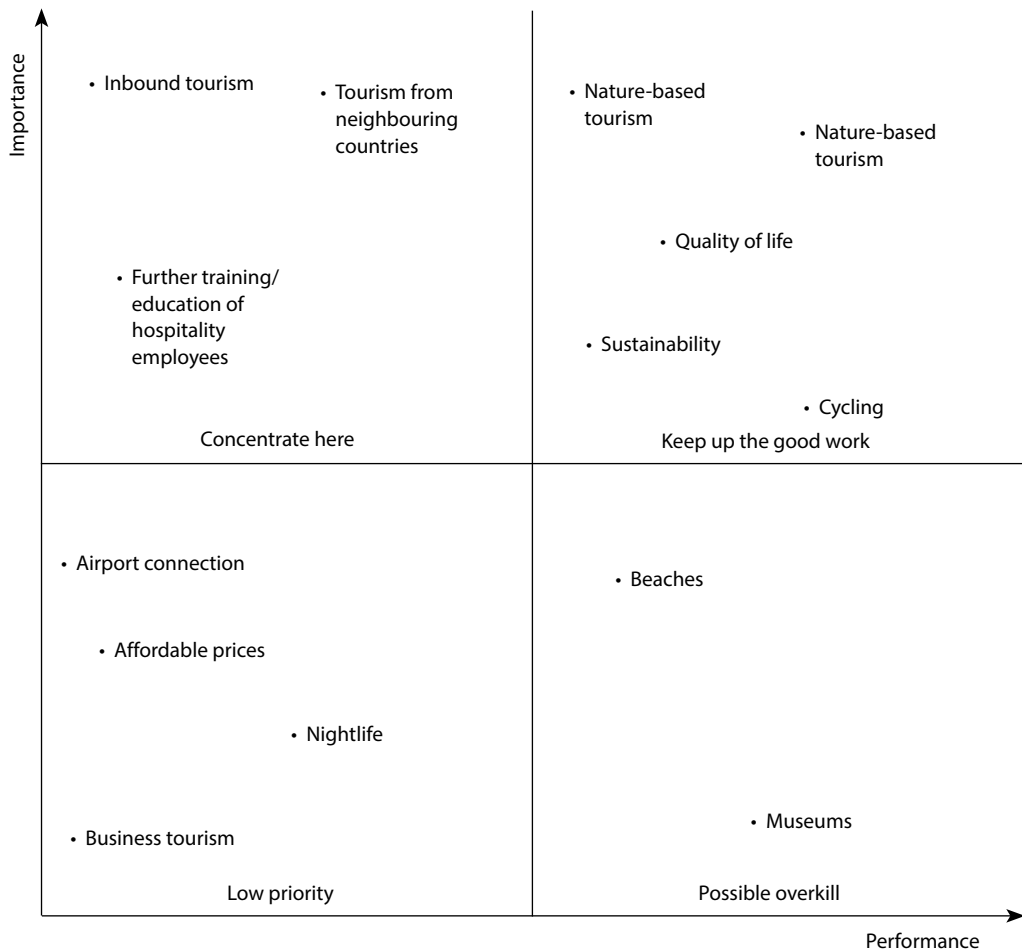 Importance
• Inbound tourism
• Tourism from
neighbouring
countries
• Further training/
education of
hospitality
employees
Concentrate here
• Nature-based
tourism
• Nature-based
tourism
• Quality of life
• Sustainability
• Cycling
Keep up the good work
• Airport connection
• Affordable prices
• Nightlife
• Business tourism
Low priority
• Beaches
• Museums
Possible overkill
Performance